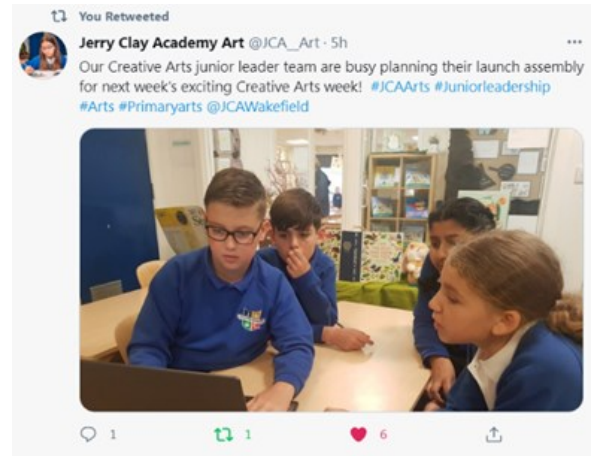 You Retweeted
Jerry Clay Academy Art @JCA__Art · 5h
Our Creative Arts junior leader team are busy planning their launch assembly
for next week's exciting Creative Arts week! #JCAArts #Juniorleadership
#Arts #Primaryarts @JCAWakefield
1 1 6